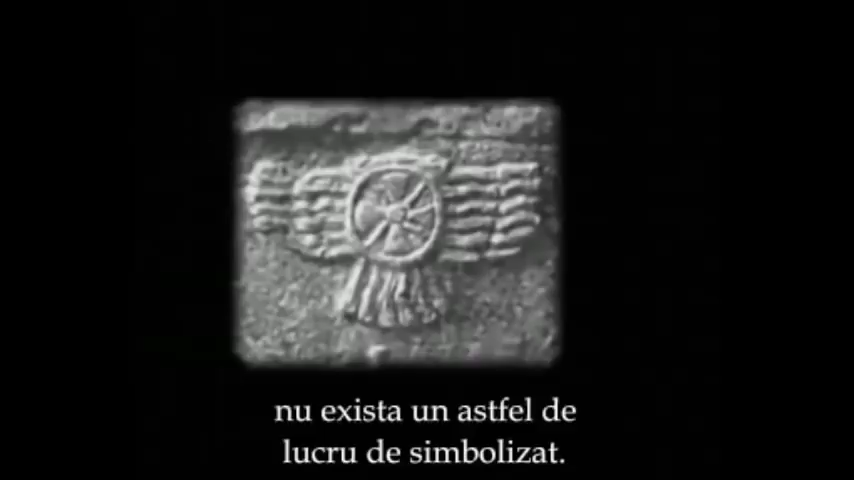 nu exista un astfel de
lucru de simbolizat.